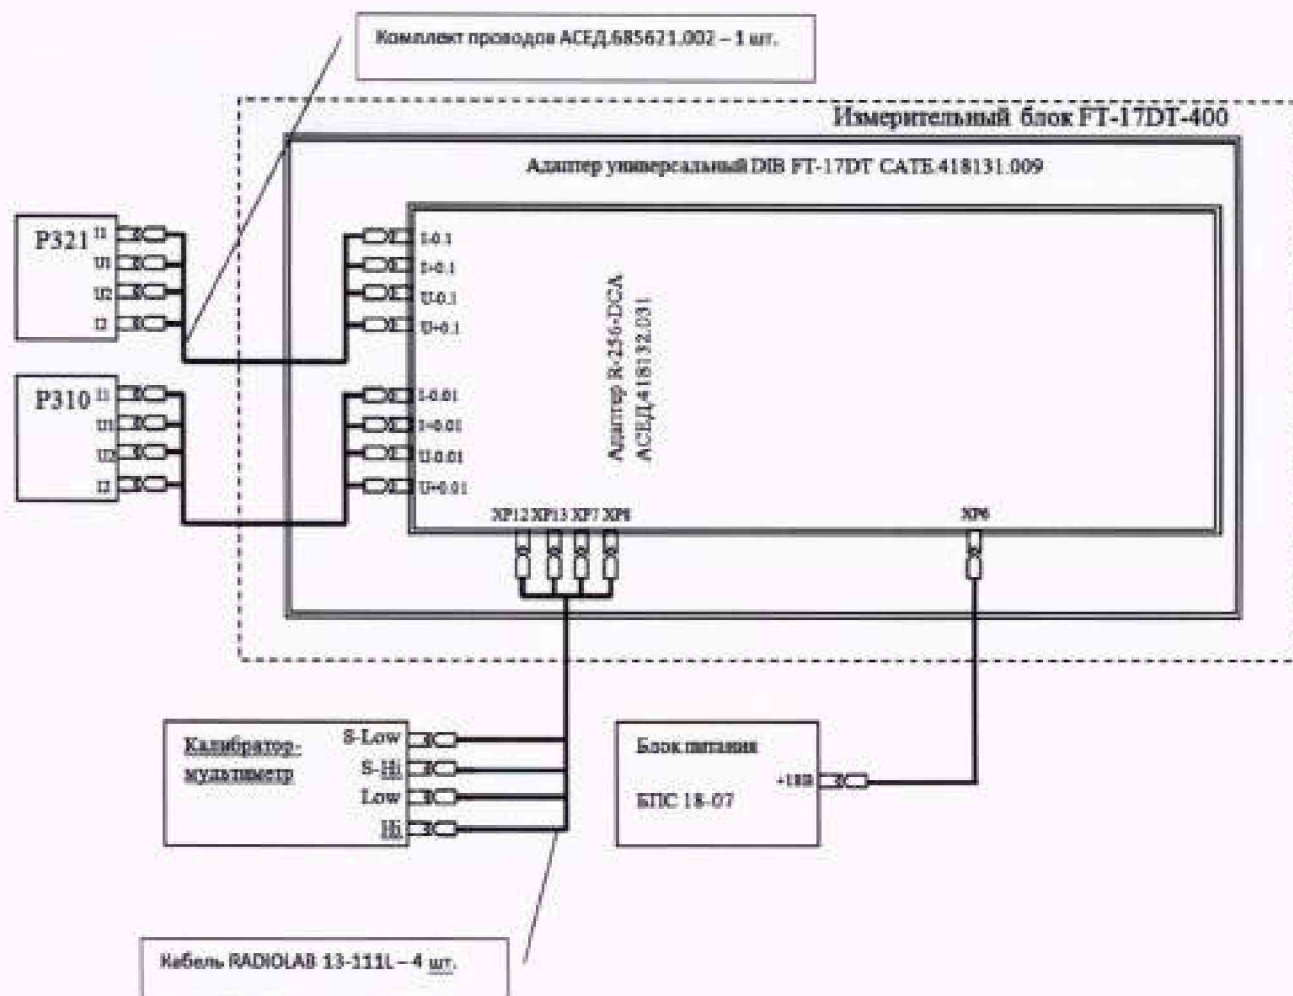 Комплект проводов АСЕД.685621.002 – 1 шт.
Измерительный блок FT-17DT-400
Адаптер универсальный DIB FT-17DT САТЕ.418131.009
Р321
I1
U1
U2
I2
I-0.1
I+0.1
U-0.1
U+0.1
Адаптер R-256-DCA
АСЕД.418132.031
Р310
I1
U1
U2
I2
I-0.01
I+0.01
U-0.01
U+0.01
XP12 XP13 XP7 XP8
XP6
Калибратор-
мультиметр
S-Low
S-Hi
Low
Hi
Блок питания
+18В
БПС 18-07
Кабель RADIOLAB 13-111L – 4 шт.